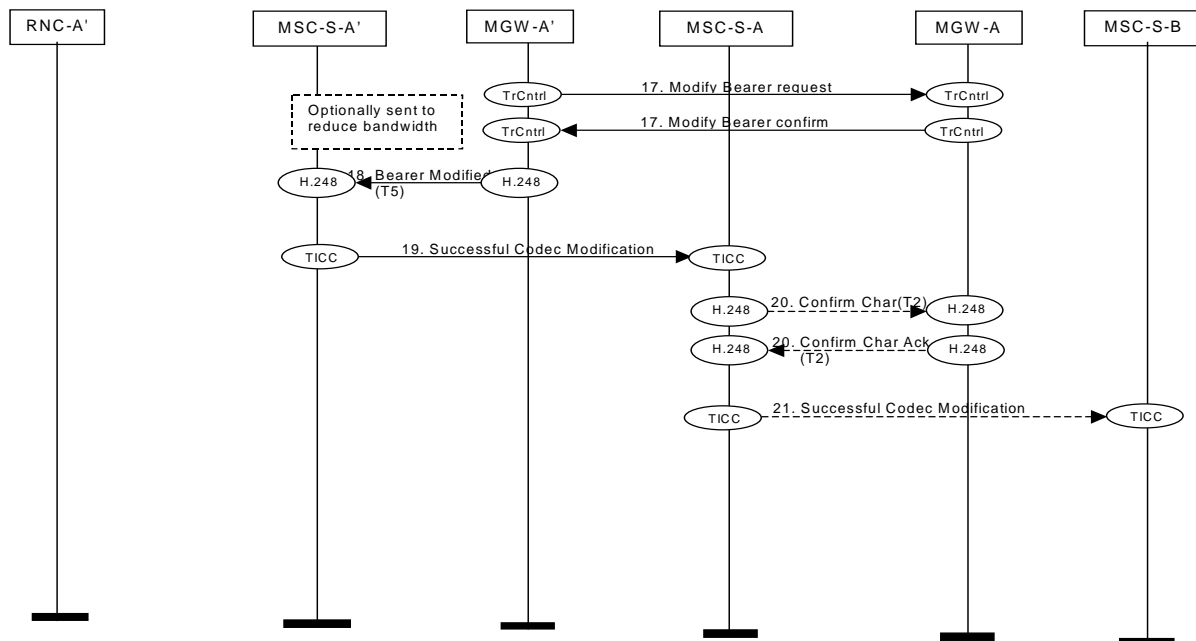 RNC-A'
MSC-S-A'
MGW-A'
MSC-S-A
MGW-A
MSC-S-B
TrCntrl
17. Modify Bearer request
TrCntrl
Optionally sent to
reduce bandwidth
TrCntrl
17. Modify Bearer confirm
TrCntrl
H.248
18. Bearer Modified
(T5)
H.248
TICC
19. Successful Codec Modification
TICC
H.248
20. Confirm Char(T2)
H.248
H.248
20. Confirm Char Ack
(T2)
H.248
TICC
21. Successful Codec Modification
TICC